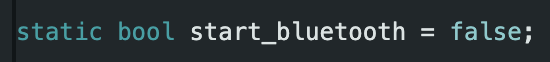 static bool start_bluetooth = false;